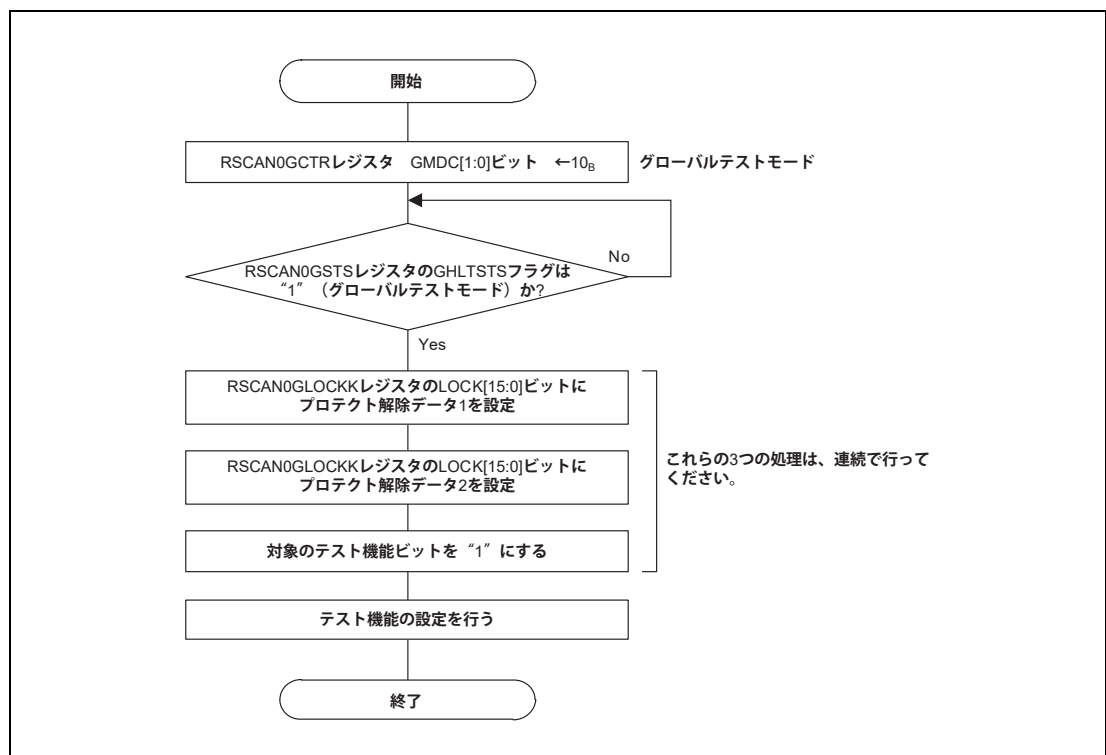 開始
RSCAN0GCTRレジスタ　GMDC[1:0]ビット　←10B
グローバルテストモード
No
RSCAN0GSTSレジスタのGHLTSTSフラグは
“1”（グローバルテストモード）か?
Yes
RSCAN0GLOCKKレジスタのLOCK[15:0]ビットに
プロテクト解除データ1を設定
RSCAN0GLOCKKレジスタのLOCK[15:0]ビットに
プロテクト解除データ2を設定
これらの3つの処理は、連続で行って
ください。
対象のテスト機能ビットを“1”にする
テスト機能の設定を行う
終了